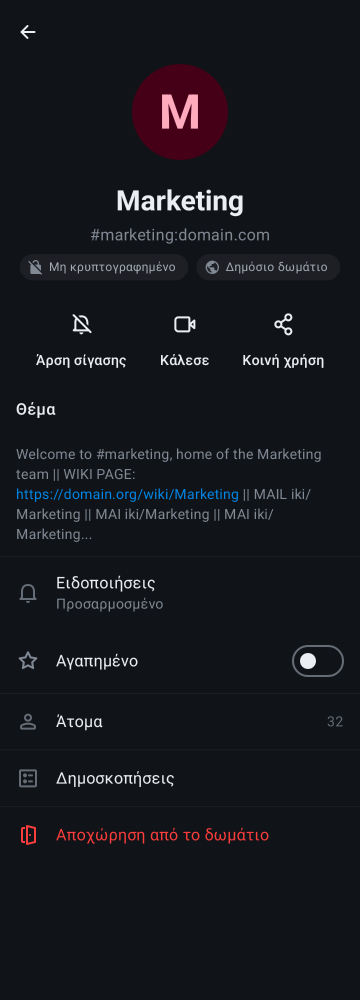 M
Marketing
#marketing:domain.com
Μη κρυπτογραφημένο
Δημόσιο δωμάτιο
Άρση σίγασης
Κάλεσε
Κοινή χρήση
Θέμα
Welcome to #marketing, home of the Marketing
team || WIKI PAGE:
https://domain.org/wiki/Marketing || MAIL iki/
Marketing || MAI iki/Marketing || MAI iki/
Marketing...
Ειδοποιήσεις
Προσαρμοσμένο
Αγαπημένο
Άτομα
32
Δημοσκοπήσεις
Αποχώρηση από το δωμάτιο